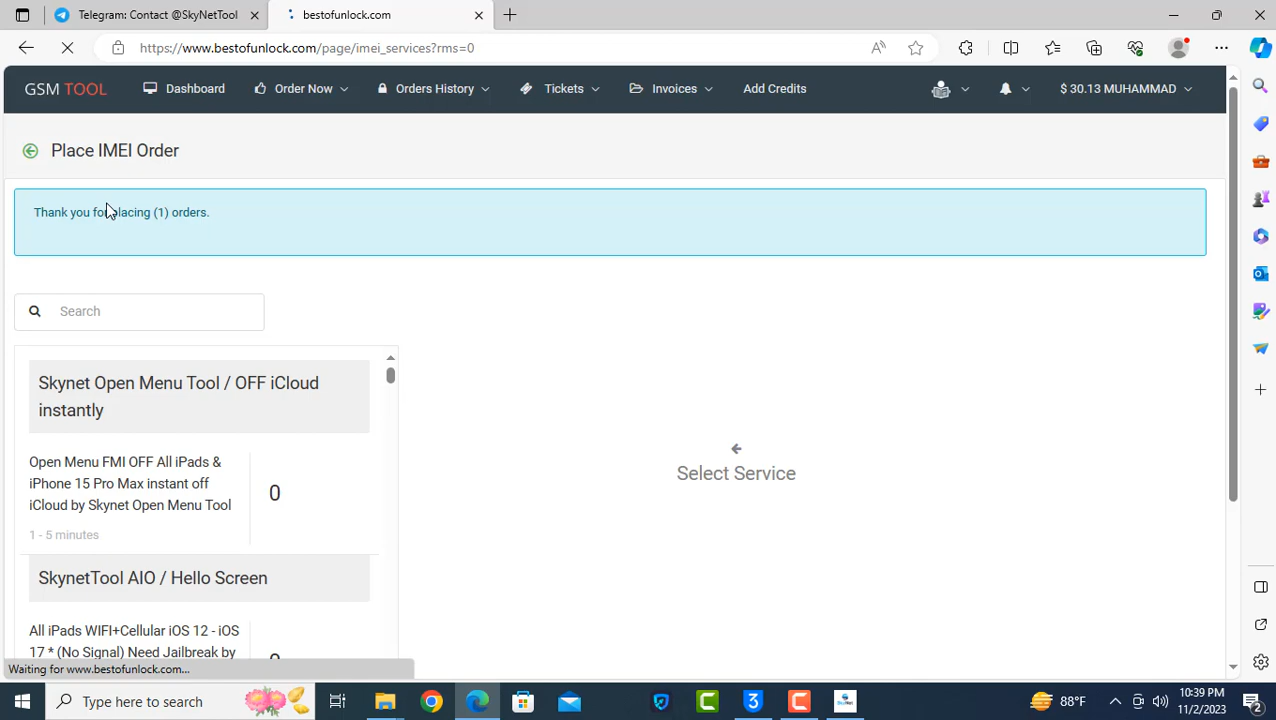 Telegram: Contact @SkyNetTool
bestofunlock.com
https://www.bestofunlock.com/page/imei_services?rms=0
GSM TOOL
Dashboard
Order Now
Orders History
Tickets
Invoices
Add Credits
$ 30.13 MUHAMMAD
Place IMEI Order
Thank you for placing (1) orders.
Search
Skynet Open Menu Tool / OFF iCloud
instantly
Open Menu FMI OFF All iPads &
iPhone 15 Pro Max instant off
iCloud by Skynet Open Menu Tool
0
1 - 5 minutes
Select Service
SkynetTool AIO / Hello Screen
All iPads WIFI+Cellular iOS 12 - iOS
17 * (No Signal) Need Jailbreak by
Waiting for www.bestofunlock.com...
Type here to search
88°F
10:39 PM
11/2/2023
2